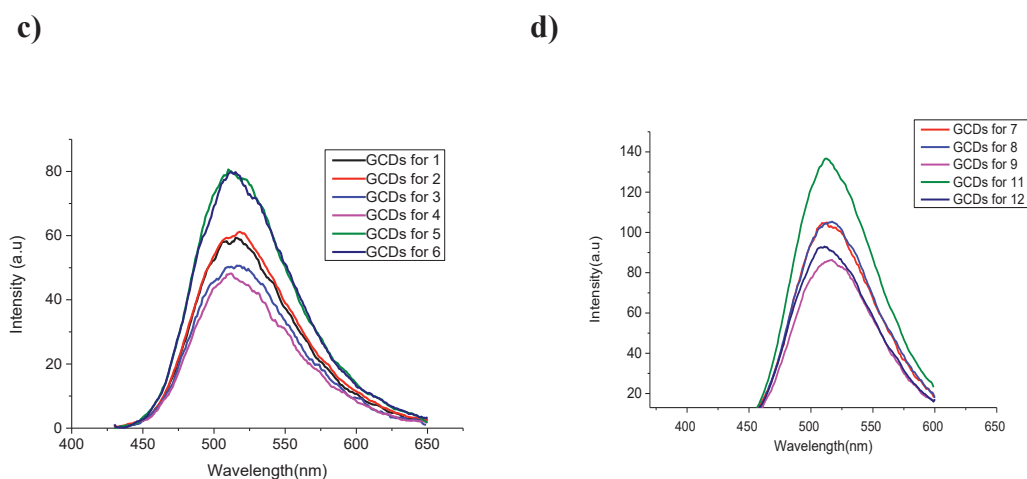 c)
GCDs for 1
GCDs for 2
GCDs for 3
GCDs for 4
GCDs for 5
GCDs for 6
Intensity (a.u)
80
60
40
20
0
400 450 500 550 600 650
Wavelength(nm)
d)
GCDs for 7
GCDs for 8
GCDs for 9
GCDs for 11
GCDs for 12
Intensity(a.u)
140
120
100
80
60
40
20
400 450 500 550 600 650
Wavelength(nm)